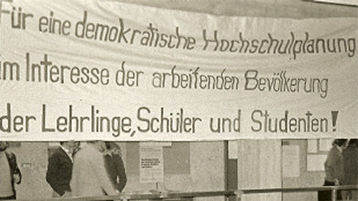 Für eine demokratische Hochschulplanung
im Interesse der arbeitenden Bevölkerung
der Lehrlinge, Schüler und Studenten!